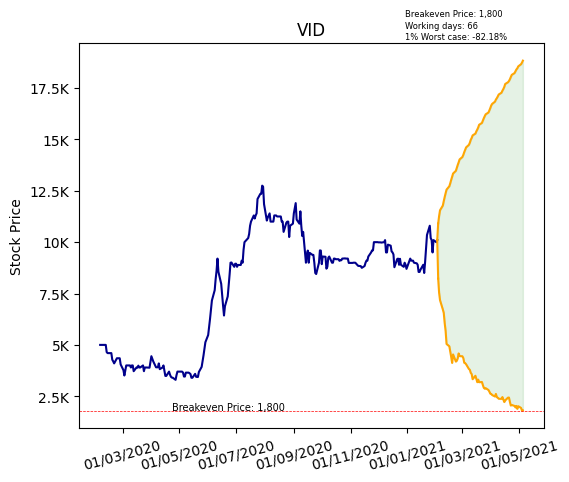 Breakeven Price: 1,800
Working days: 66
1% Worst case: -82.18%
VID
Stock Price
17.5K
15K
12.5K
10K
7.5K
5K
2.5K
Breakeven Price: 1,800
01/03/2020
01/05/2020
01/07/2020
01/09/2020
01/11/2020
01/01/2021
01/03/2021
01/05/2021